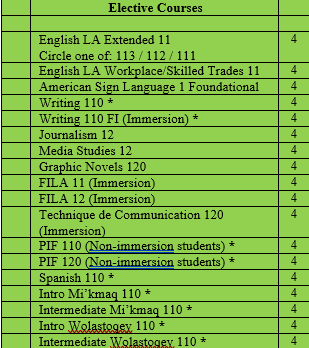 Elective Courses
English LA Extended 11 4
Circle one of: 113 / 112 / 111
English LA Workplace/Skilled Trades 11 4
American Sign Language 1 Foundational 4
Writing 110 * 4
Writing 110 FI (Immersion) * 4
Journalism 12 4
Media Studies 12 4
Graphic Novels 120 4
FILA 11 (Immersion) 4
FILA 12 (Immersion) 4
Technique de Communication 120 4
(Immersion)
PIF 110 (Non-immersion students) * 4
PIF 120 (Non-immersion students) * 4
Spanish 110 * 4
Intro Mi’kmaq 110 * 4
Intermediate Mi’kmaq 110 * 4
Intro Wolastoqey 110 * 4
Intermediate Wolastoqey 110 * 4